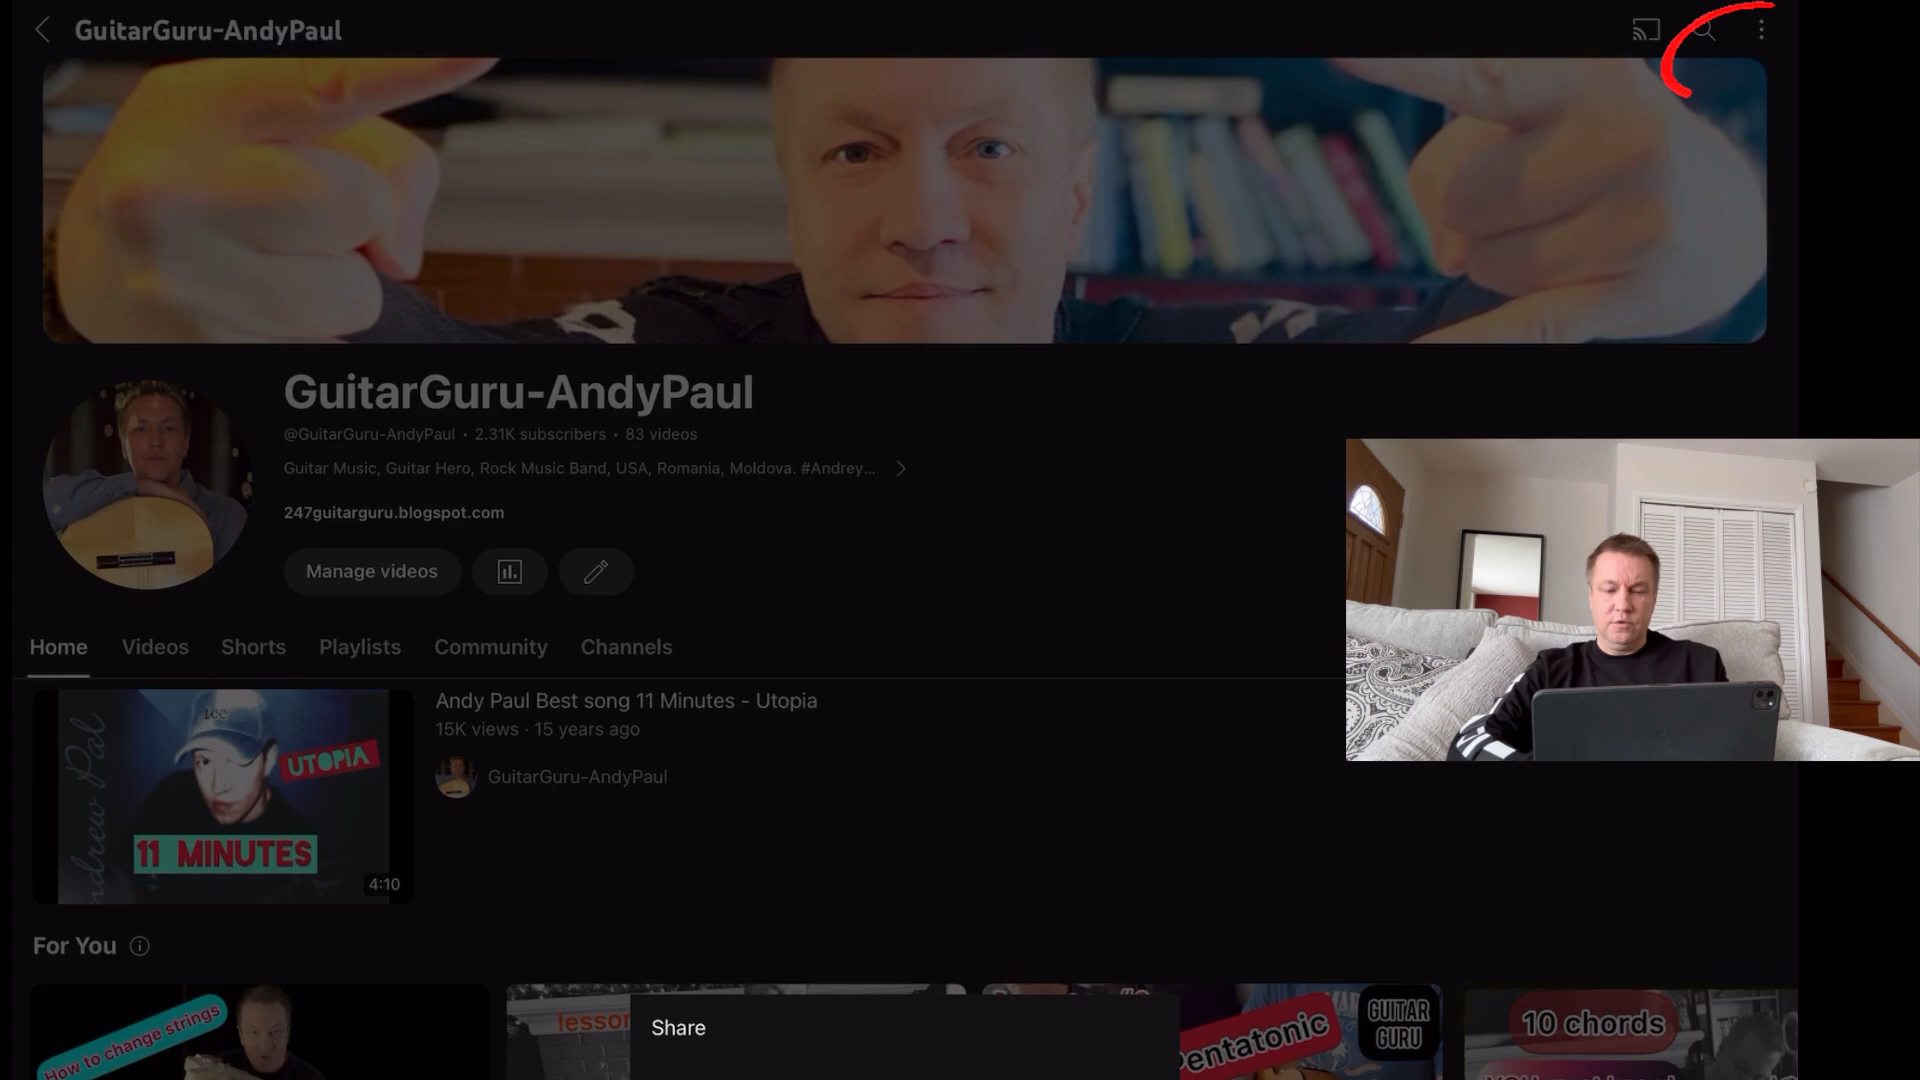 GuitarGuru-AndyPaul
GuitarGuru-AndyPaul
@GuitarGuru-AndyPaul · 2.31K subscribers · 83 videos
Guitar Music, Guitar Hero, Rock Music Band, USA, Romania, Moldova. #Andrey...
247guitarguru.blogspot.com
Manage videos
Home Videos Shorts Playlists Community Channels
UTOPIA
11 MINUTES
4:10
Andy Paul Best song 11 Minutes - Utopia
15K views · 15 years ago
GuitarGuru-AndyPaul
For You
How to change strings
Share
GUITAR
GURU
10 chords